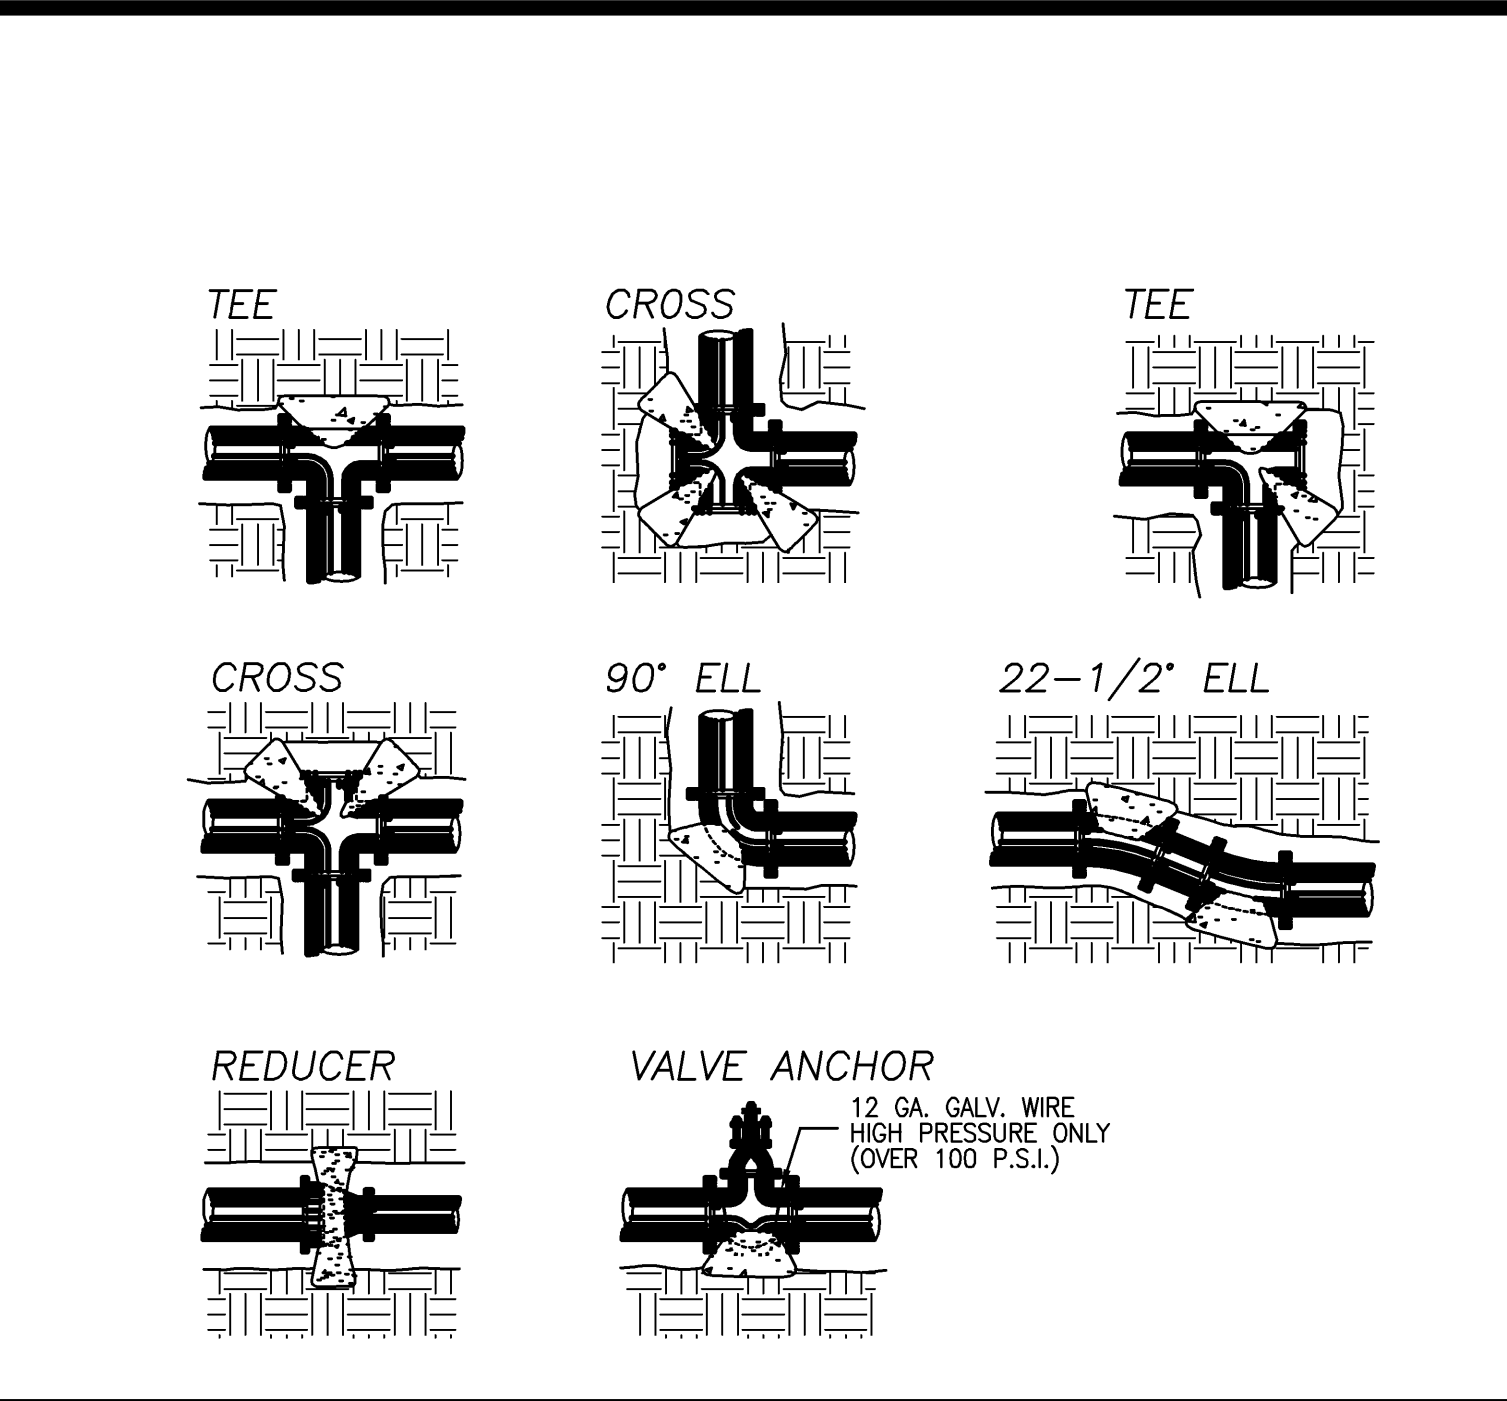 TEE
CROSS
TEE
CROSS
90° ELL
22-1/2° ELL
REDUCER
VALVE ANCHOR
12 GA. GALV. WIRE
HIGH PRESSURE ONLY
(OVER 100 P.S.I.)